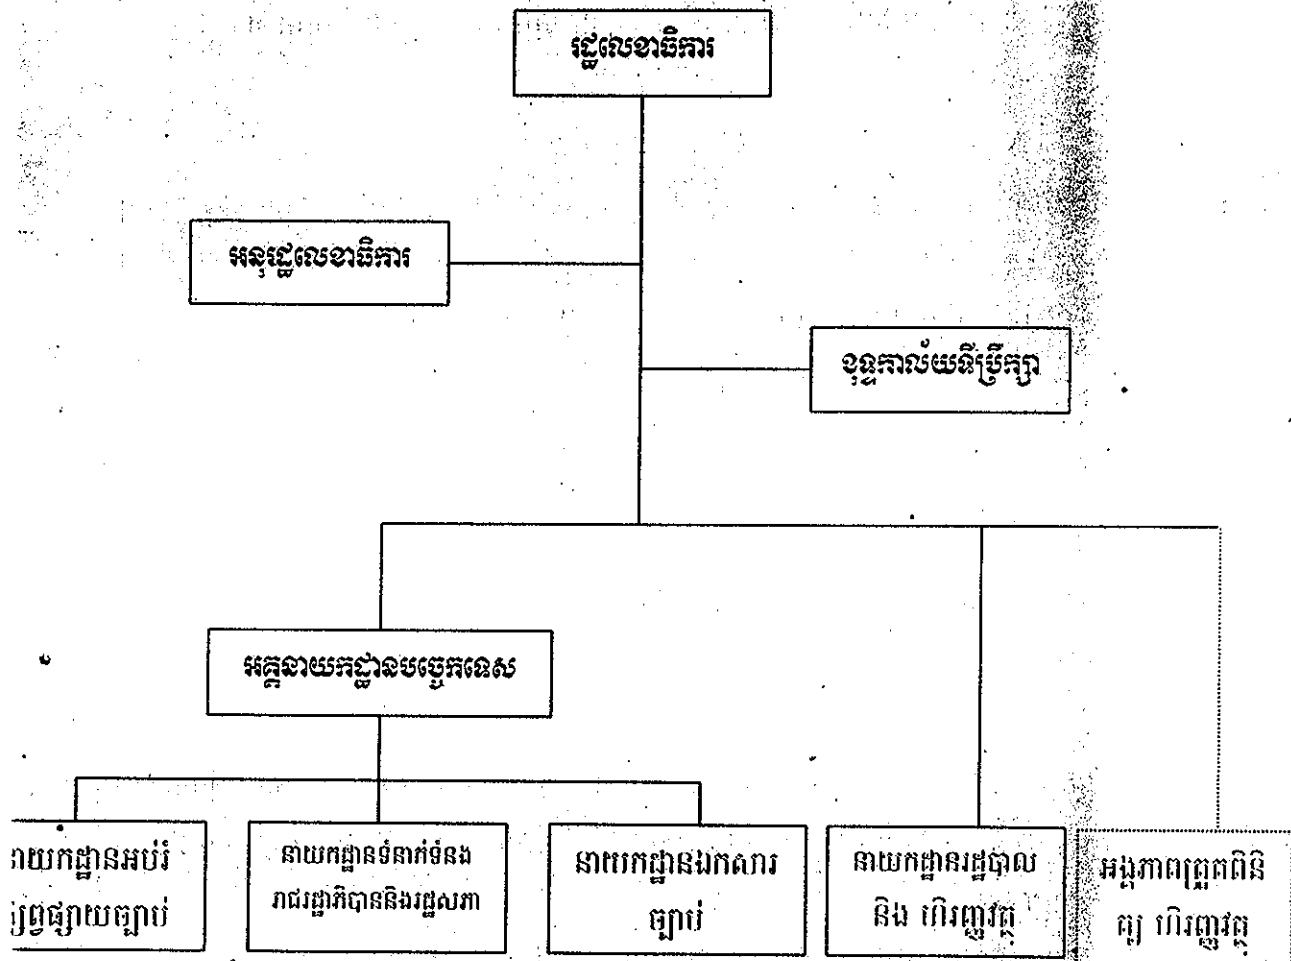 រដ្ឋលេខាធិការ
អនុរដ្ឋលេខាធិការ
ខុទ្ទកាល័យទីប្រឹក្សា
អគ្គនាយកដ្ឋានបច្ចេកទេស
នាយកដ្ឋានអប់រំ
ផ្សព្វផ្សាយច្បាប់
នាយកដ្ឋានទំនាក់ទំនង
រាជរដ្ឋាភិបាននិងរដ្ឋសភា
នាយកដ្ឋានឯកសារ
ច្បាប់
នាយកដ្ឋានរដ្ឋបាល
និង ហិរញ្ញវត្ថុ
អង្គភាពត្រួតពិនិ
ត្យ ហិរញ្ញវត្ថុ